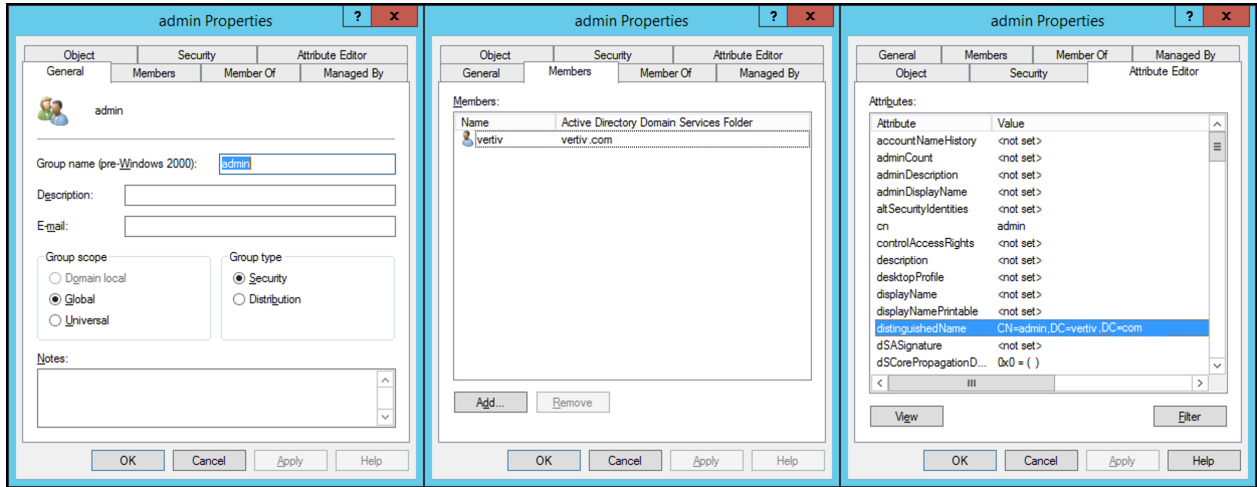 admin Properties
? x
Object Security Attribute Editor
General Members Member Of Managed By
admin
Group name (pre-Windows 2000): admin
Description:
E-mail:
Group scope Group type
Domain local Security
Global Distribution
Universal
Notes:
OK Cancel Apply Help
admin Properties
? x
Object Security Attribute Editor
General Members Member Of Managed By
Members:
Name Active Directory Domain Services Folder
vertiv vertiv.com
Add... Remove
OK Cancel Apply Help
admin Properties
? x
General Members Member Of Managed By
Object Security Attribute Editor
Attributes:
Attribute Value
accountNameHistory <not set>
adminCount <not set>
adminDescription <not set>
adminDisplayName <not set>
altSecurityIdentities <not set>
cn admin
controlAccessRights <not set>
description <not set>
desktopProfile <not set>
displayName <not set>
displayNamePrintable <not set>
distinguishedName CN=admin,DC=vertiv,DC=com
dSASignature <not set>
dSCorePropagationD... 0x0 = ( )
View Filter
OK Cancel Apply Help